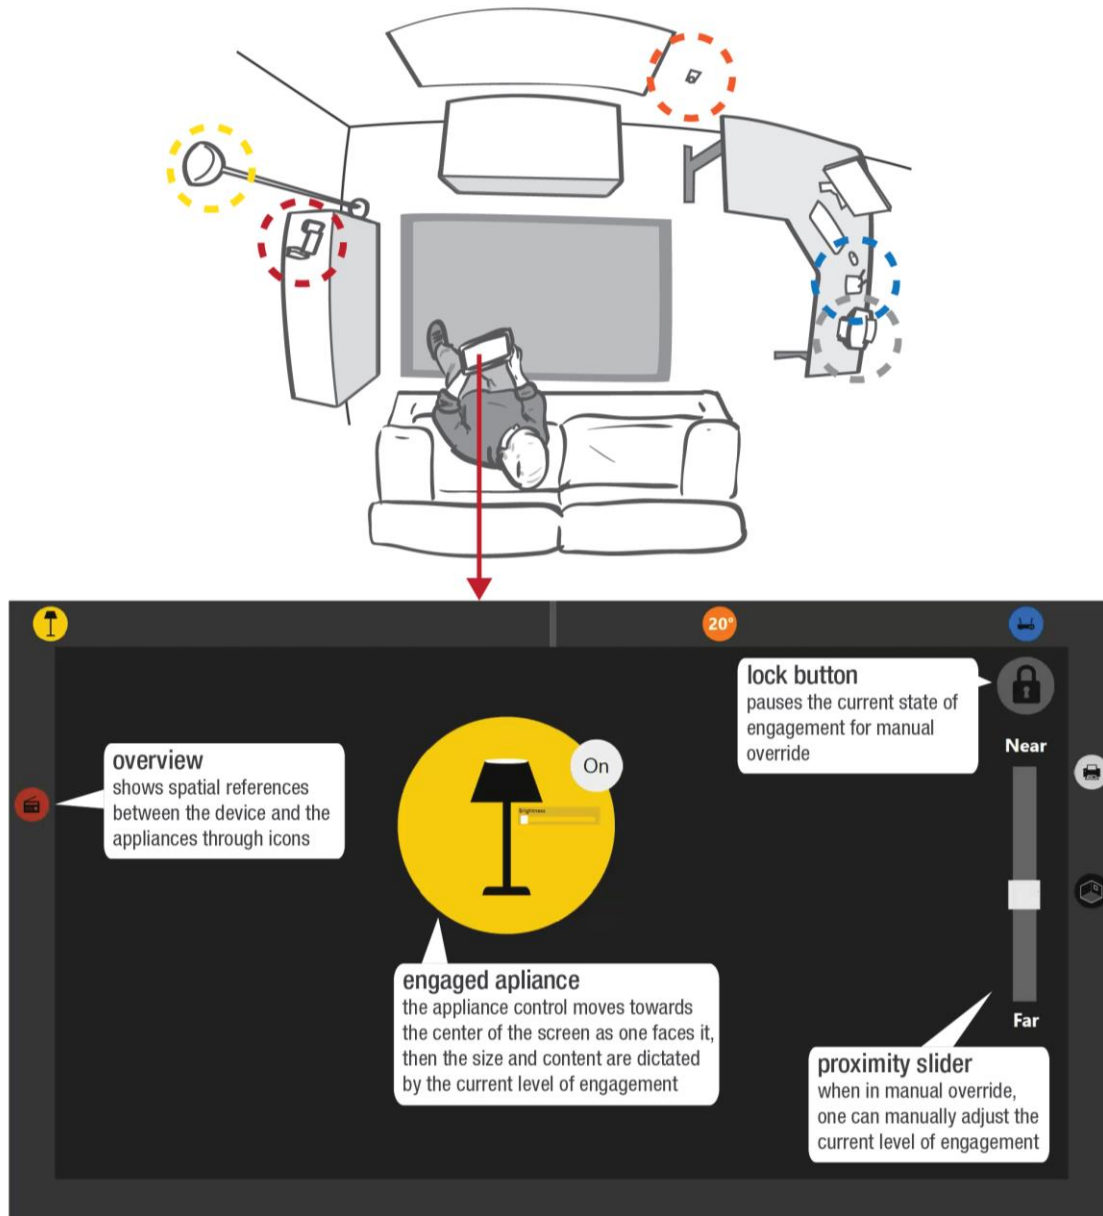 20°
lock button
pauses the current state of
engagement for manual
override
Near
On
overview
shows spatial references
between the device and the
appliances through icons
Brightness
engaged apliance
the appliance control moves towards
the center of the screen as one faces it,
then the size and content are dictated
by the current level of engagement
Far
proximity slider
when in manual override,
one can manually adjust the
current level of engagement